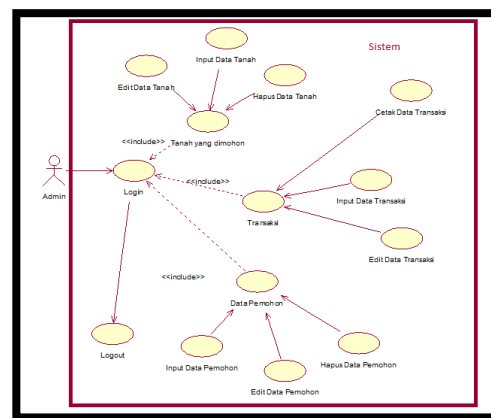 Sistem
Input Data Tanah
Edit Data Tanah
Hapus Data Tanah
Cetak Data Transaksi
<<include>>
Tanah yang dimohon
<<include>>
Admin
Login
Input Data Transaksi
Transaksi
Edit Data Transaksi
<<include>>
Data Pemohon
Logout
Input Data Pemohon
Hapus Data Pemohon
Edit Data Pemohon